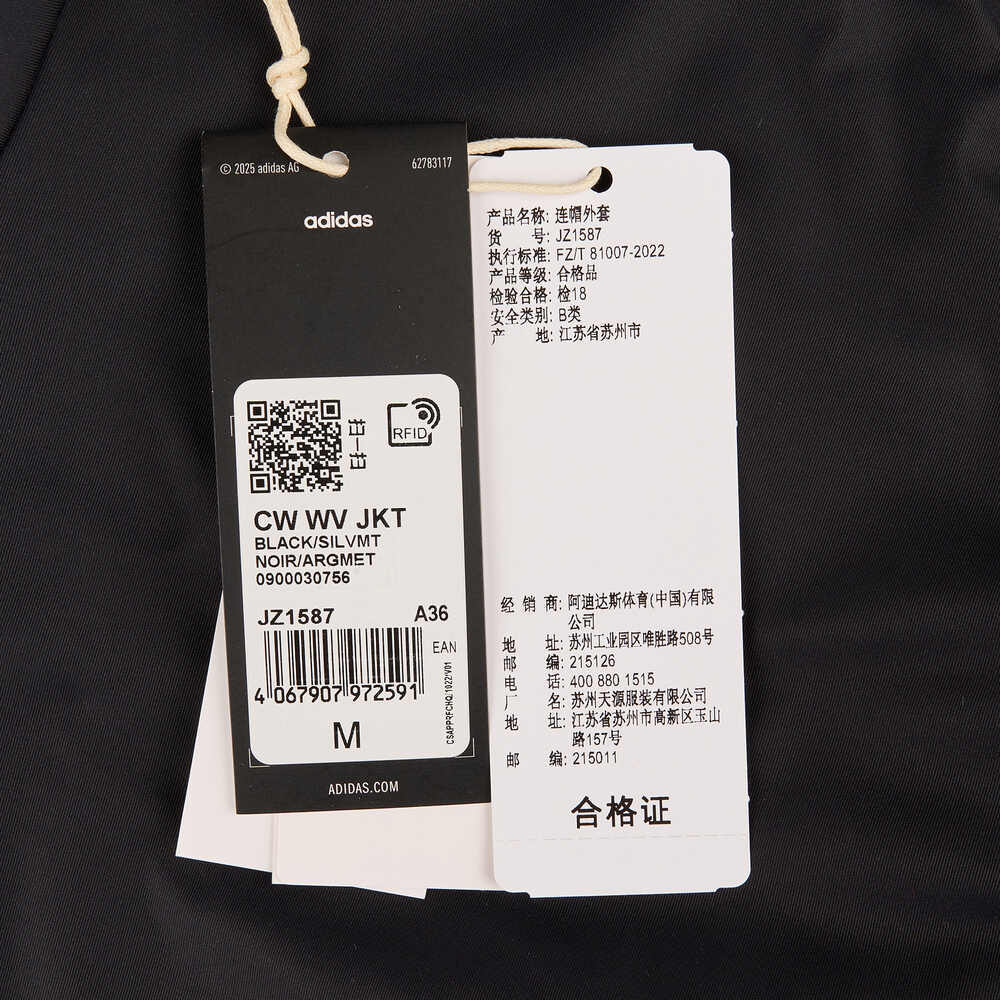 © 2025 adidas AG
62783117
adidas
扫一扫
RFID
CW WV JKT
BLACK/SILVMT
NOIR/ARGMET
0900030756
JZ1587 A36
EAN
4 067907 972591
CSAPPRFCHQ/1022/V01
M
ADIDAS.COM
产品名称: 连帽外套
货 号: JZ1587
执行标准: FZ/T 81007-2022
产品等级: 合格品
检验合格: 检18
安全类别: B类
产 地: 江苏省苏州市
经 销 商: 阿迪达斯体育(中国)有限
公司
地 址: 苏州工业园区唯胜路508号
邮 编: 215126
电 话: 400 880 1515
厂 名: 苏州天源服装有限公司
地 址: 江苏省苏州市高新区玉山
路157号
邮 编: 215011
合格证